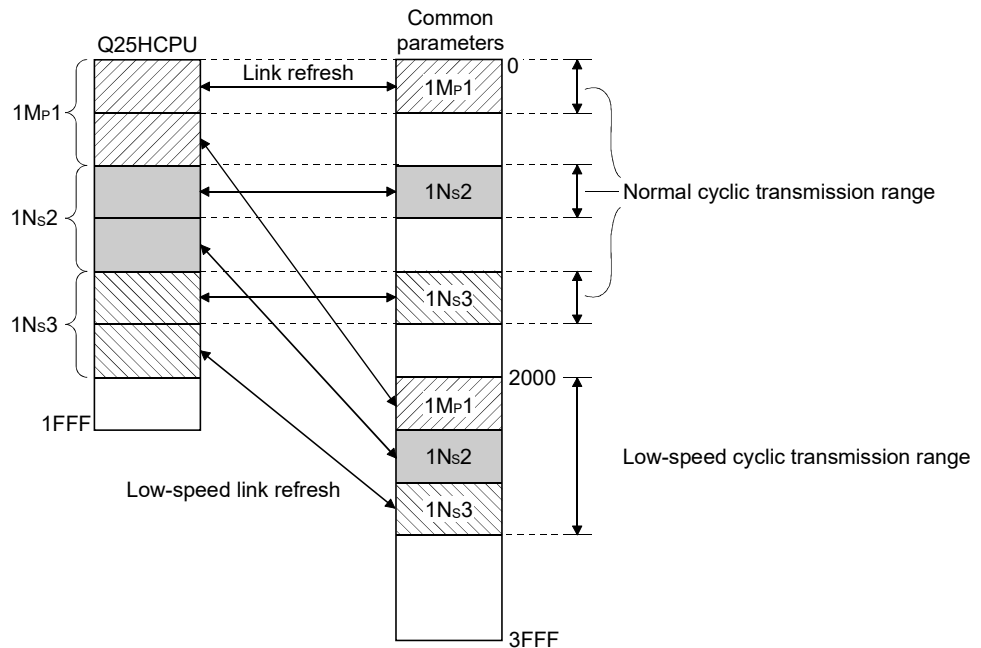 Common
parameters
Q25HCPU
Link refresh
0
1MP1
1MP1
1NS2
1NS2
Normal cyclic transmission range
1NS3
1NS3
2000
1MP1
1FFF
1NS2
Low-speed cyclic transmission range
Low-speed link refresh
1NS3
3FFF